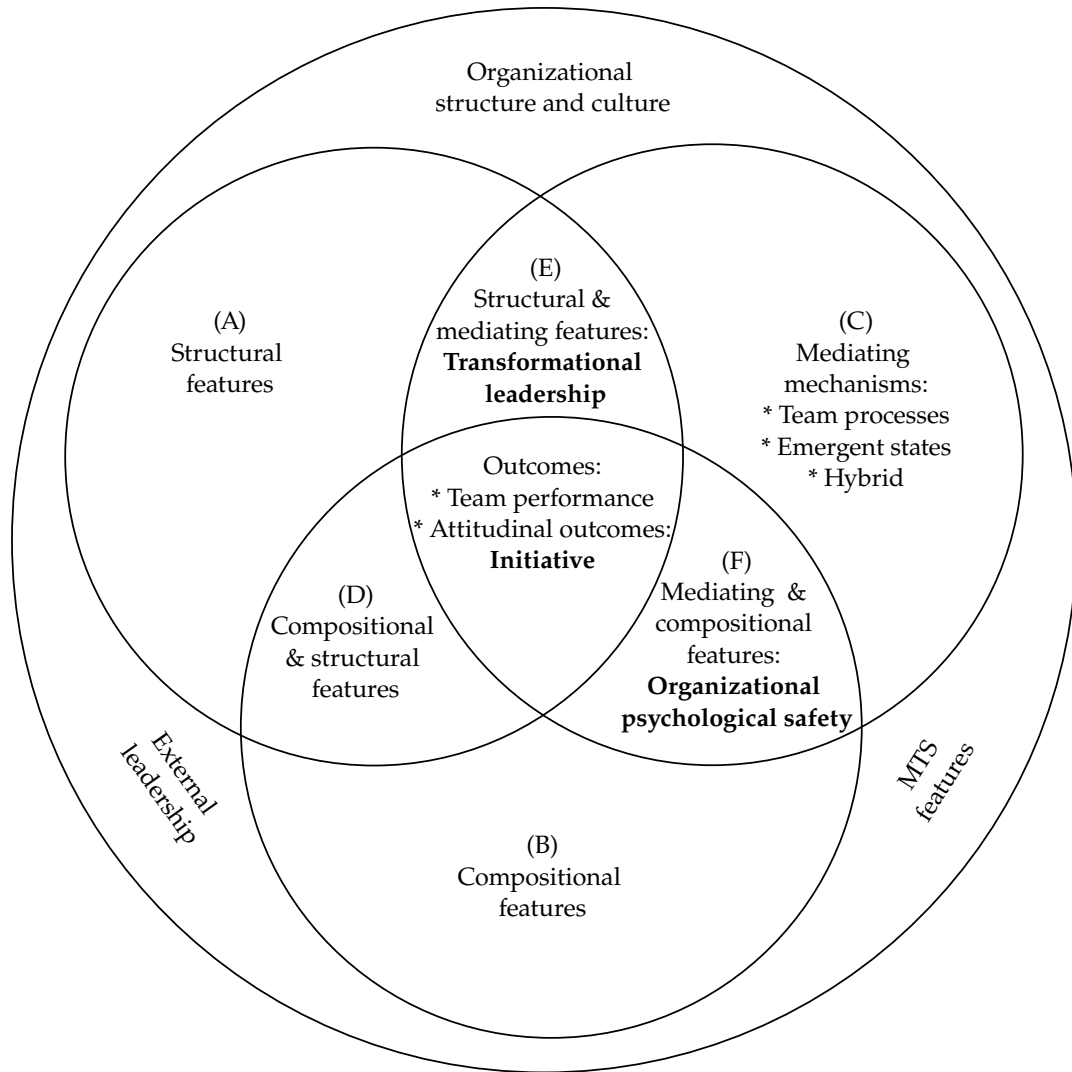 Organizational
structure and culture
(A)
Structural
features
(E)
Structural &
mediating features:
Transformational
leadership
(C)
Mediating
mechanisms:
* Team processes
* Emergent states
* Hybrid
Outcomes:
* Team performance
* Attitudinal outcomes:
Initiative
(D)
Compositional
& structural
features
(F)
Mediating &
compositional
features:
Organizational
psychological safety
External
leadership
MTS
features
(B)
Compositional
features